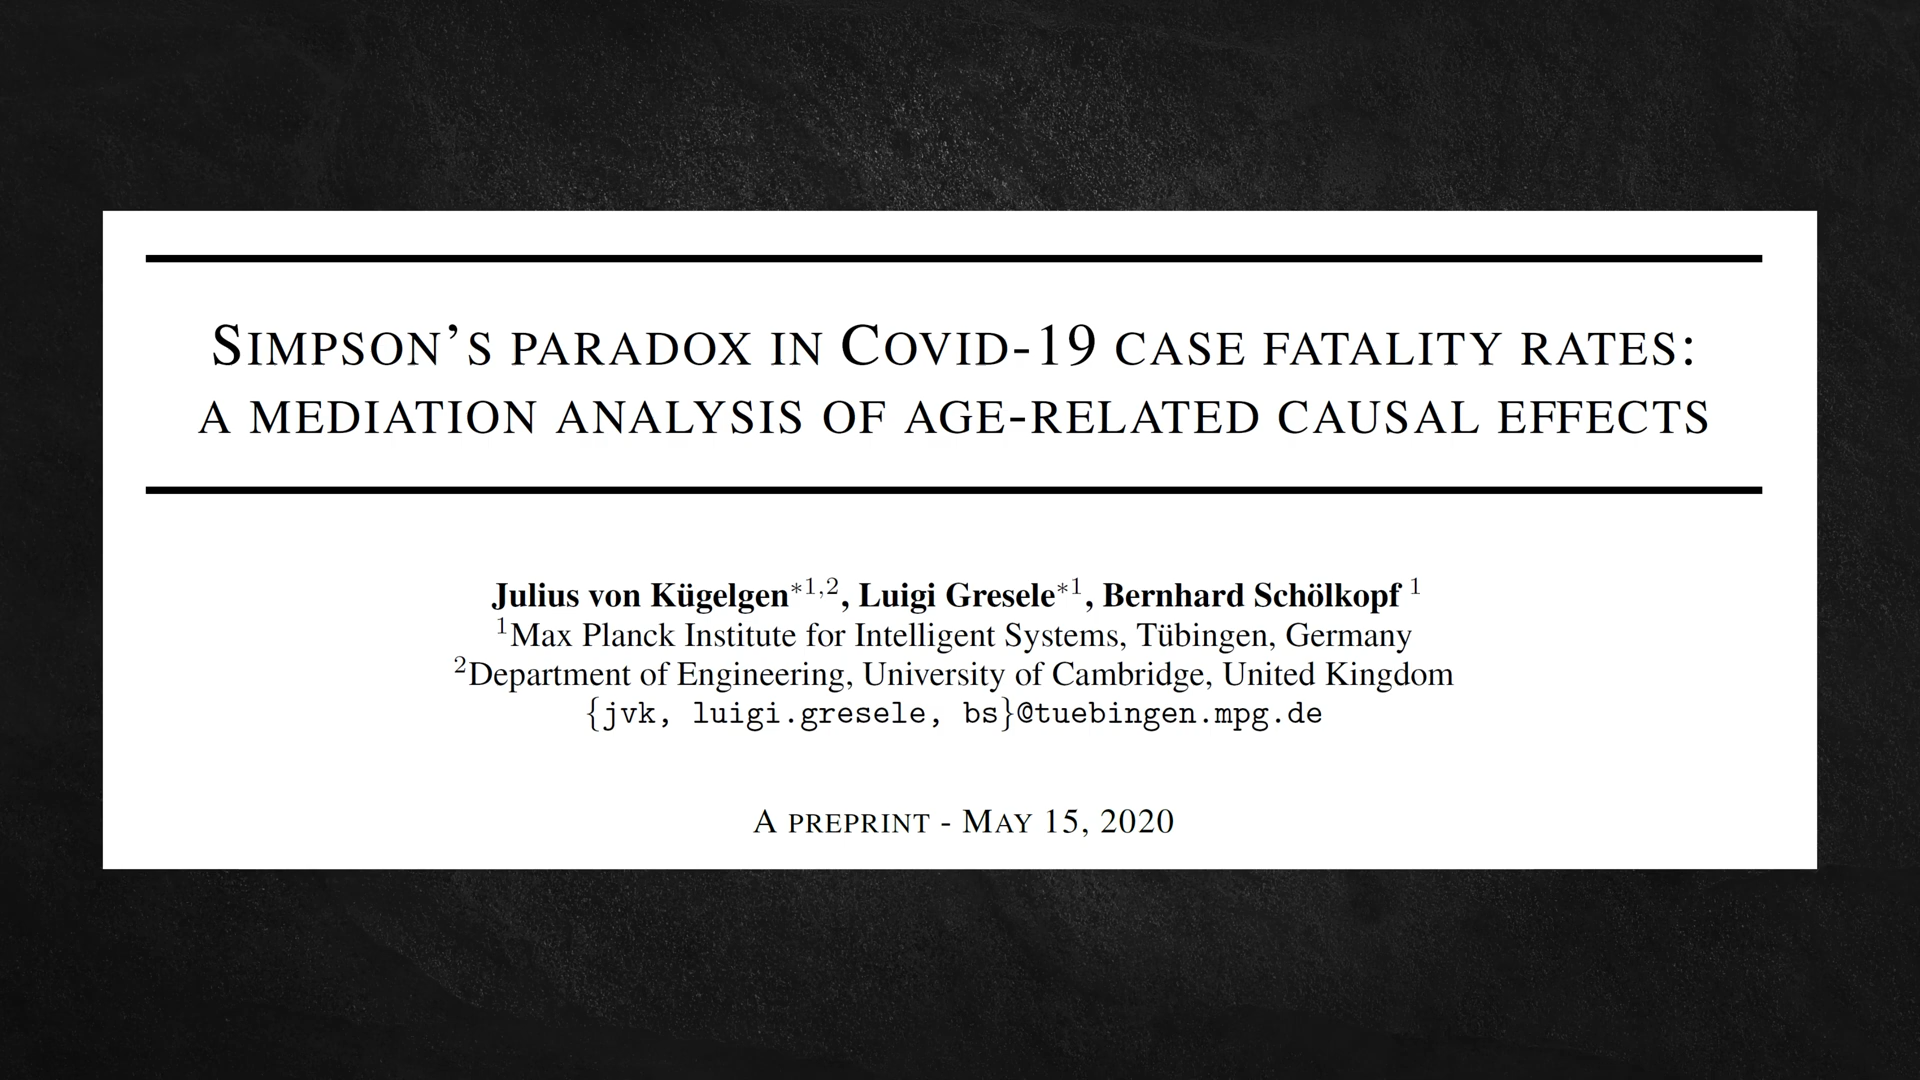 SIMPSON'S PARADOX IN COVID-19 CASE FATALITY RATES:
A MEDIATION ANALYSIS OF AGE-RELATED CAUSAL EFFECTS
Julius von Kügelgen*1,2, Luigi Gresele*1, Bernhard Schölkopf 1
1Max Planck Institute for Intelligent Systems, Tübingen, Germany
2Department of Engineering, University of Cambridge, United Kingdom
{jvk, luigi.gresele, bs}@tuebingen.mpg.de
A PREPRINT - MAY 15, 2020